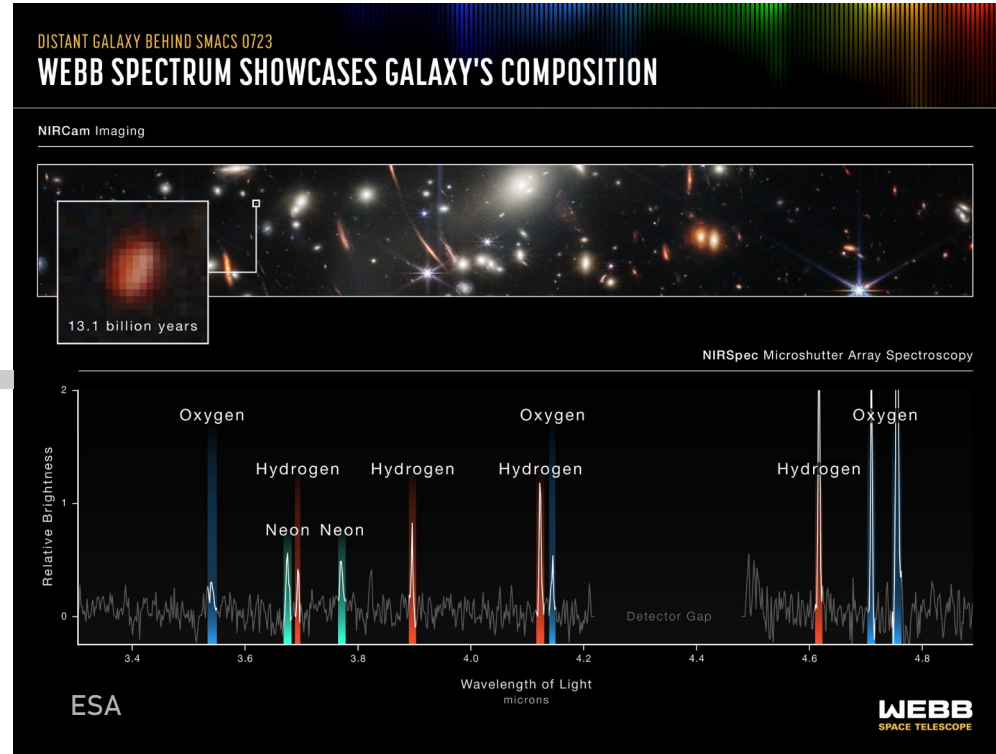 DISTANT GALAXY BEHIND SMACS 0723
WEBB SPECTRUM SHOWCASES GALAXY'S COMPOSITION
NIRCam Imaging
13.1 billion years
NIRSpec Microshutter Array Spectroscopy
2
Oxygen
Oxygen
Oxygen
Hydrogen
Hydrogen
Hydrogen
Hydrogen
Neon
Neon
1
0
Relative Brightness
Detector Gap
3.4
3.6
3.8
4.0
4.2
4.4
4.6
4.8
Wavelength of Light
microns
ESA
WEBB
SPACE TELESCOPE